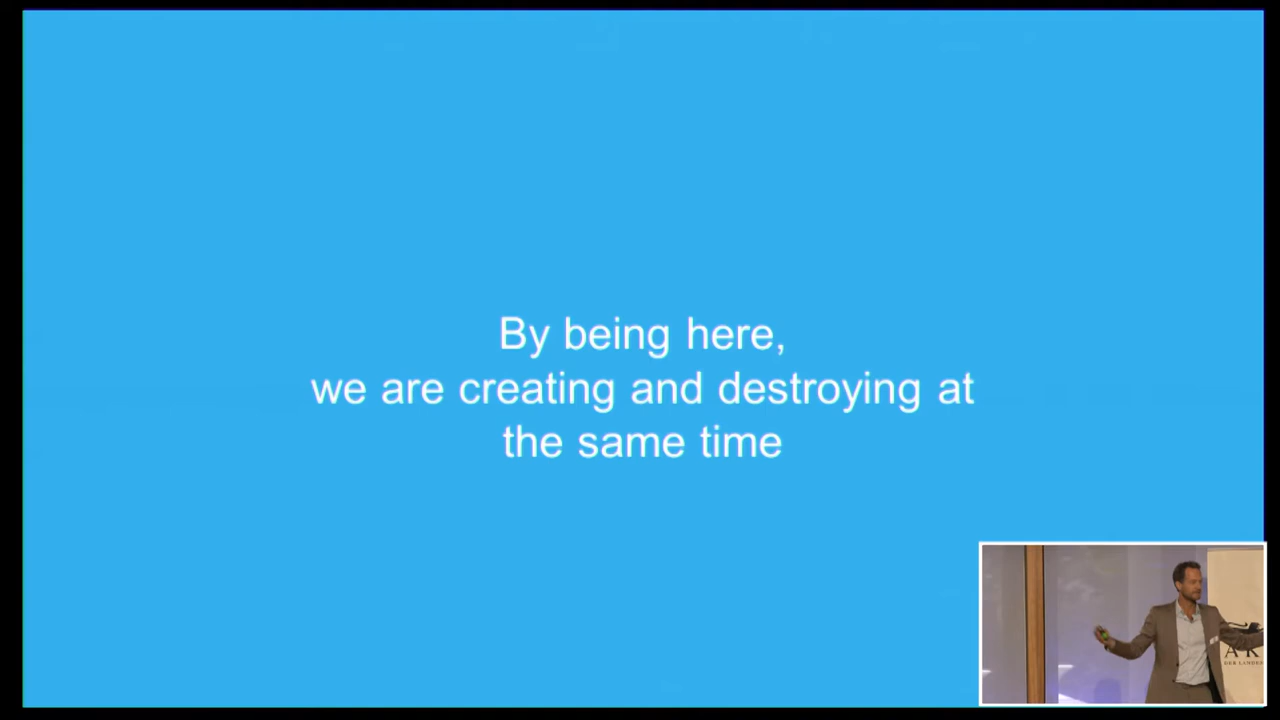 By being here,
we are creating and destroying at
the same time